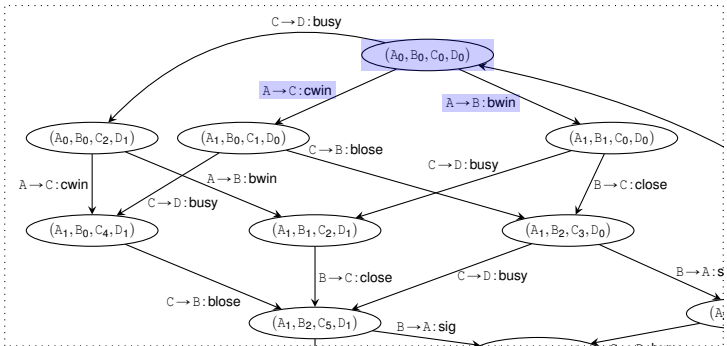 C→D:busy
(A₀,B₀,C₀,D₀)
A→C:cwin
A→B:bwin
(A₀,B₀,C₂,D₁)
(A₁,B₀,C₁,D₀)
(A₁,B₁,C₀,D₀)
C→B:blose
C→D:busy
A→C:cwin
A→B:bwin
B→C:close
C→D:busy
(A₁,B₀,C₄,D₁)
(A₁,B₁,C₂,D₁)
(A₁,B₂,C₃,D₀)
B→C:close
C→D:busy
B→A:s
C→B:blose
(A₁,B₂,C₅,D₁)
B→A:sig